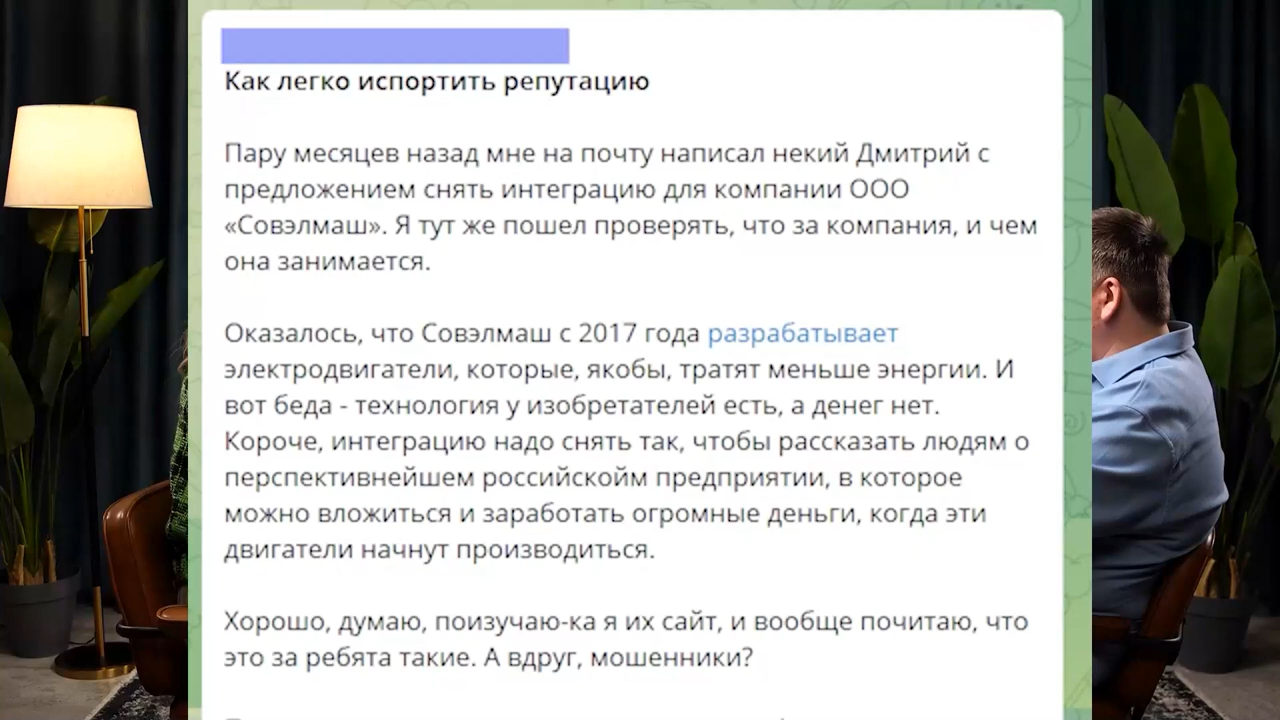 Как легко испортить репутацию
Пару месяцев назад мне на почту написал некий Дмитрий с
предложением снять интеграцию для компании ООО
«Совэлмаш». Я тут же пошел проверять, что за компания, и чем
она занимается.
Оказалось, что Совэлмаш с 2017 года разрабатывает
электродвигатели, которые, якобы, тратят меньше энергии. И
вот беда - технология у изобретателей есть, а денег нет.
Короче, интеграцию надо снять так, чтобы рассказать людям о
перспективнейшем российскойм предприятии, в которое
можно вложиться и заработать огромные деньги, когда эти
двигатели начнут производиться.
Хорошо, думаю, поизучаю-ка я их сайт, и вообще почитаю, что
это за ребята такие. А вдруг, мошенники?